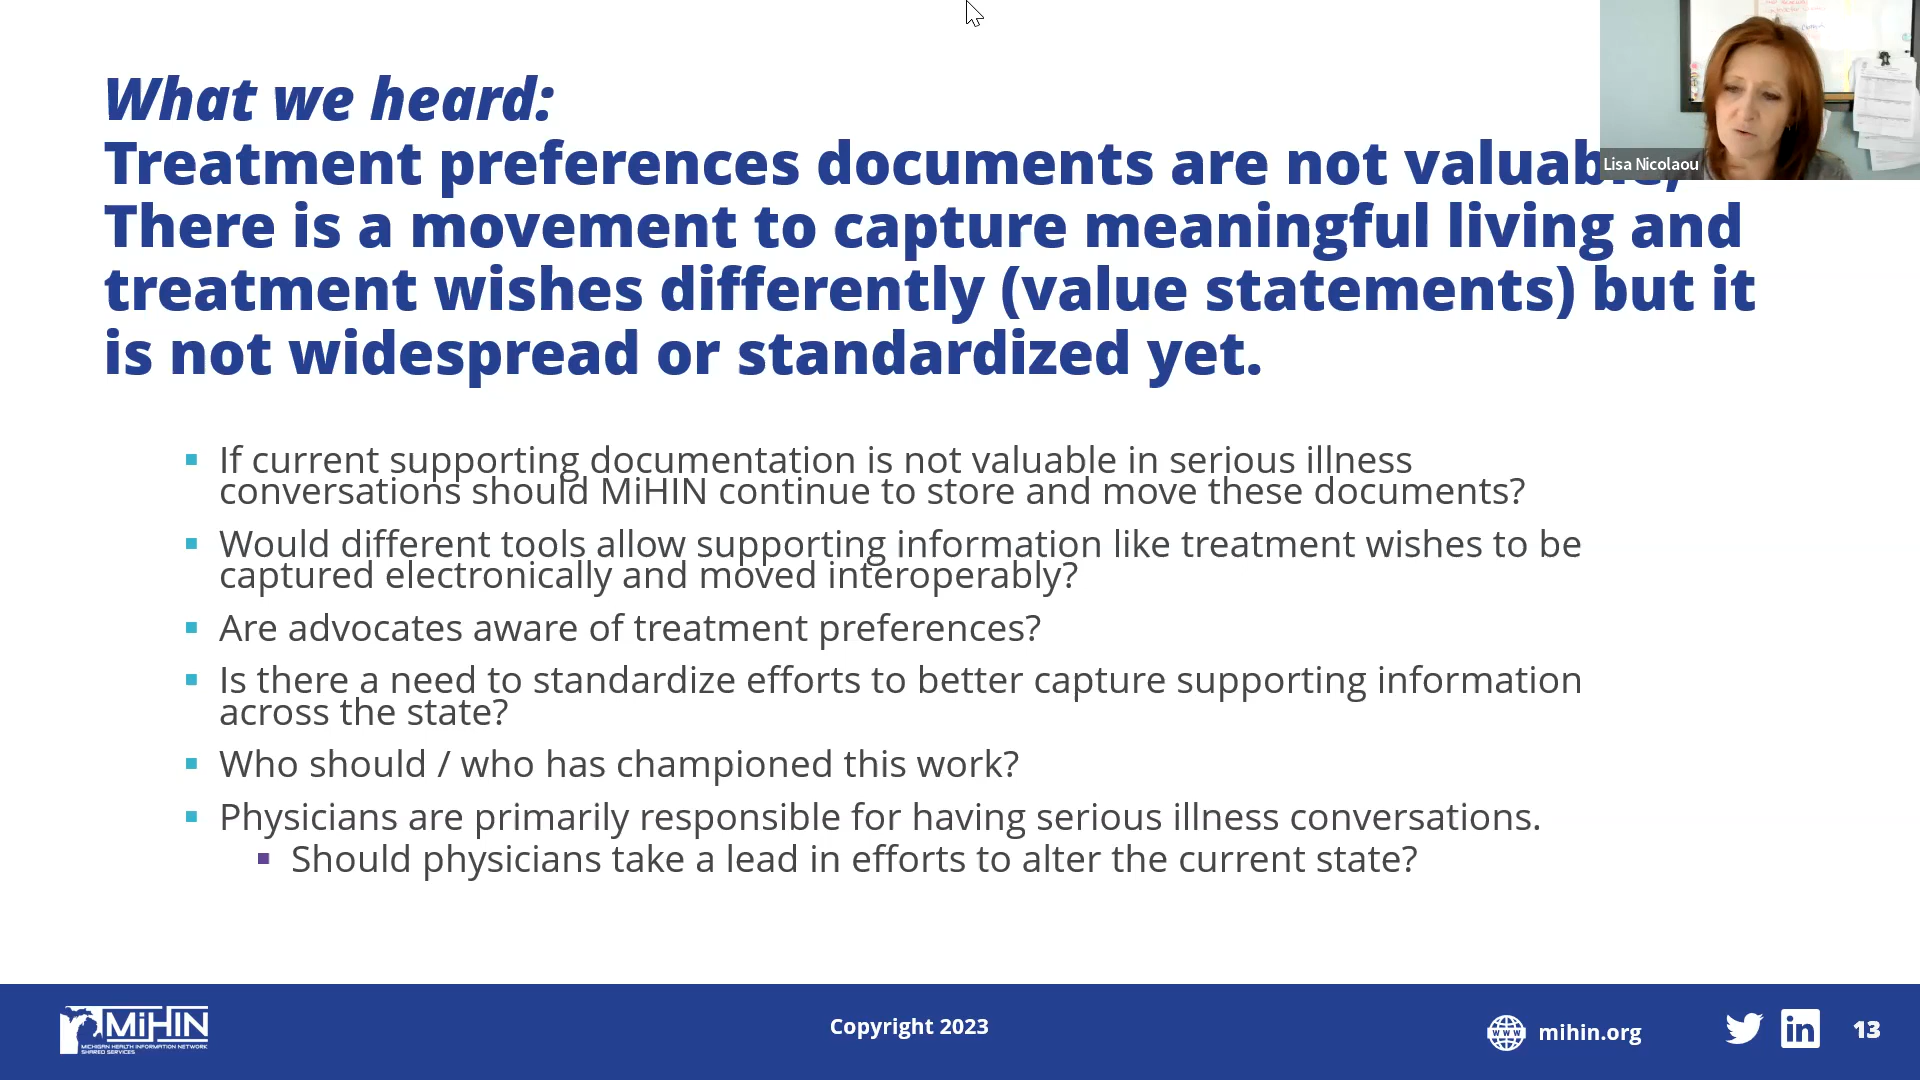 What we heard:
Treatment preferences documents are not valuable,
There is a movement to capture meaningful living and
treatment wishes differently (value statements) but it
is not widespread or standardized yet.
Lisa Nicolaou
If current supporting documentation is not valuable in serious illness
conversations should MiHIN continue to store and move these documents?
Would different tools allow supporting information like treatment wishes to be
captured electronically and moved interoperably?
Are advocates aware of treatment preferences?
Is there a need to standardize efforts to better capture supporting information
across the state?
Who should / who has championed this work?
Physicians are primarily responsible for having serious illness conversations.
Should physicians take a lead in efforts to alter the current state?
MiHIN
MICHIGAN HEALTH INFORMATION NETWORK
SHARED SERVICES
Copyright 2023
WWW
mihin.org
in
13